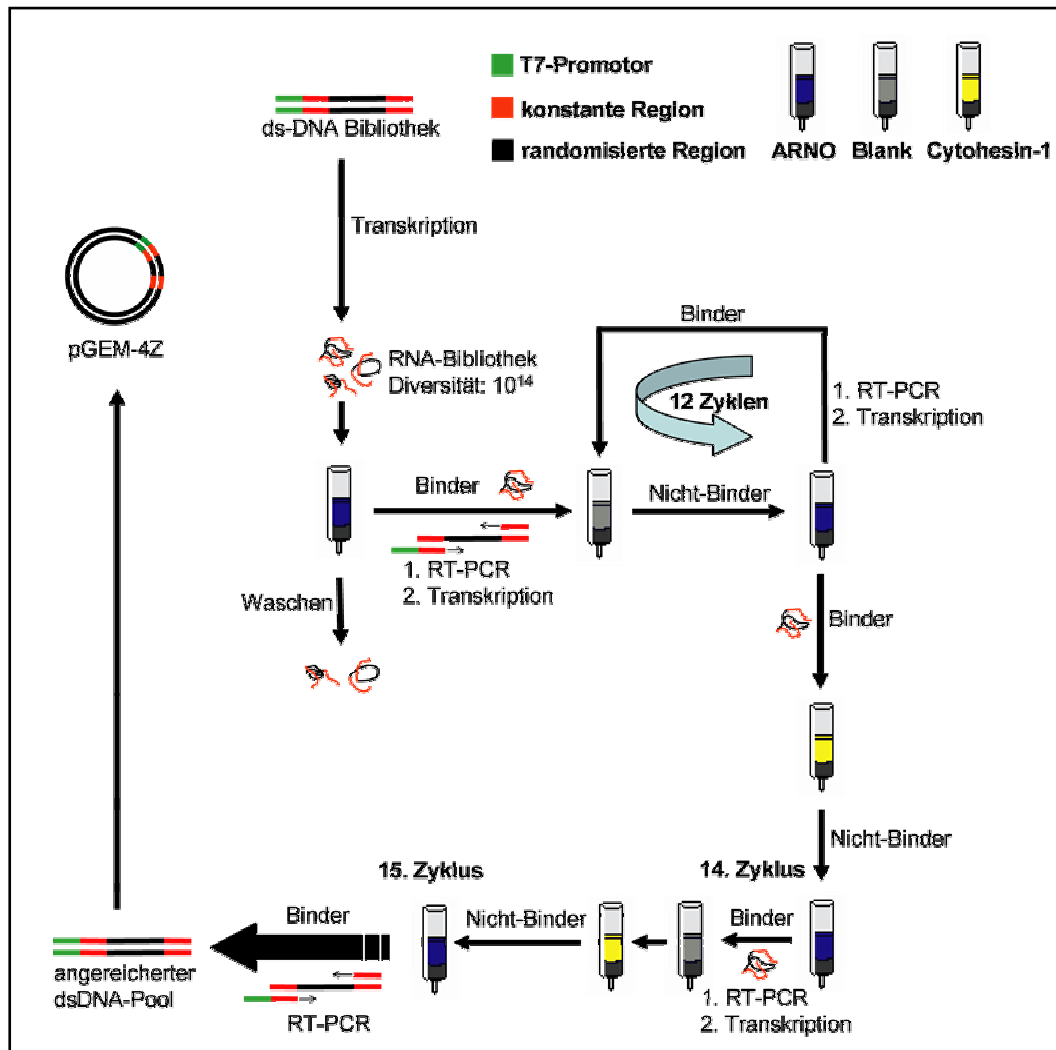 T7-Promotor
konstante Region
randomisierte Region
ARNO
Blank
Cytohesin-1
ds-DNA Bibliothek
Transkription
pGEM-4Z
RNA-Bibliothek
Diversität: 10¹⁴
Binder
12 Zyklen
1. RT-PCR
2. Transkription
Binder
Nicht-Binder
1. RT-PCR
2. Transkription
Waschen
Binder
Nicht-Binder
14. Zyklus
15. Zyklus
Binder
Nicht-Binder
Binder
1. RT-PCR
2. Transkription
RT-PCR
angereicherter
dsDNA-Pool